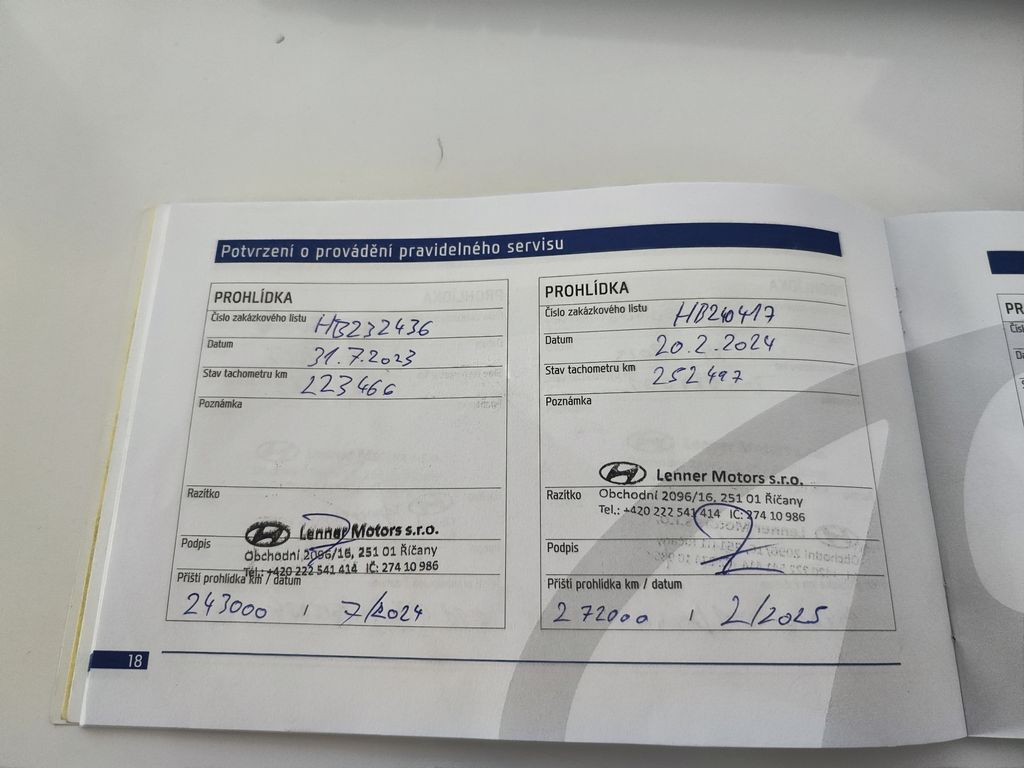 Potvrzení o provádění pravidelného servisu
PROHLÍDKA
Číslo zakázkového listu HB232436
Datum 31.7.2023
Stav tachometru km 223466
Poznámka
Razítko
Lenner Motors s.r.o.
Obchodní 2096/16, 251 01 Říčany
Podpis
Tel.: +420 222 541 414 IČ: 274 10 986
Příští prohlídka km / datum
243000 / 7/2024
PROHLÍDKA
Číslo zakázkového listu HB240417
Datum 20.2.2024
Stav tachometru km 252497
Poznámka
Lenner Motors s.r.o.
Razítko
Obchodní 2096/16, 251 01 Říčany
Tel.: +420 222 541 414 IČ: 274 10 986
Podpis
Příští prohlídka km / datum
272000 / 2/2025
18